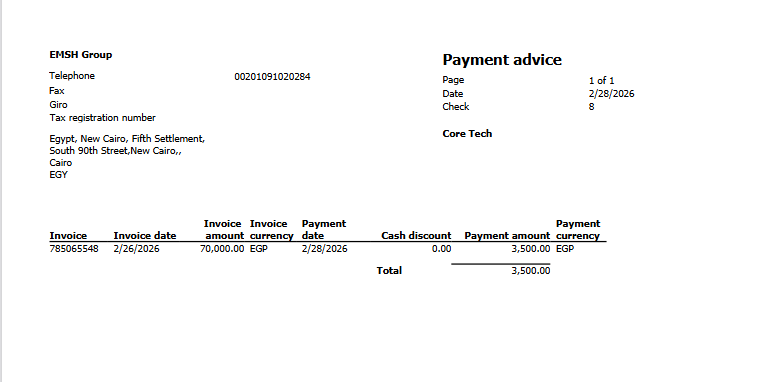 EMSH Group
Payment advice
Telephone 00201091020284
Page 1 of 1
Fax
Date 2/28/2026
Giro
Check 8
Tax registration number
Core Tech
Egypt, New Cairo, Fifth Settlement,
South 90th Street,New Cairo,,
Cairo
EGY
Invoice Invoice date Invoice amount Invoice currency Payment date Cash discount Payment amount Payment currency
785065548 2/26/2026 70,000.00 EGP 2/28/2026 0.00 3,500.00 EGP
Total 3,500.00